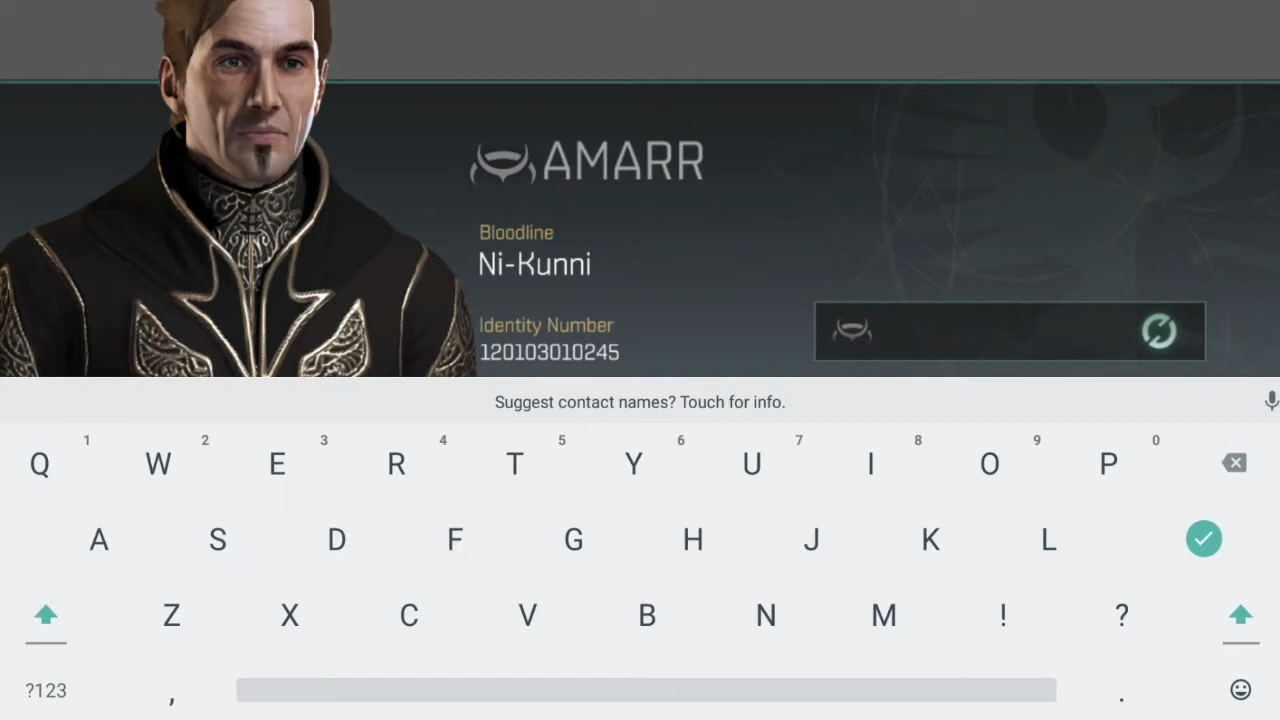 AMARR
Bloodline
Ni-Kunni
Identity Number
120103010245
Suggest contact names? Touch for info.
1 2 3 4 5 6 7 8 9 0
Q W E R T Y U I O P
A S D F G H J K L
Z X C V B N M ! ?
?123 , .